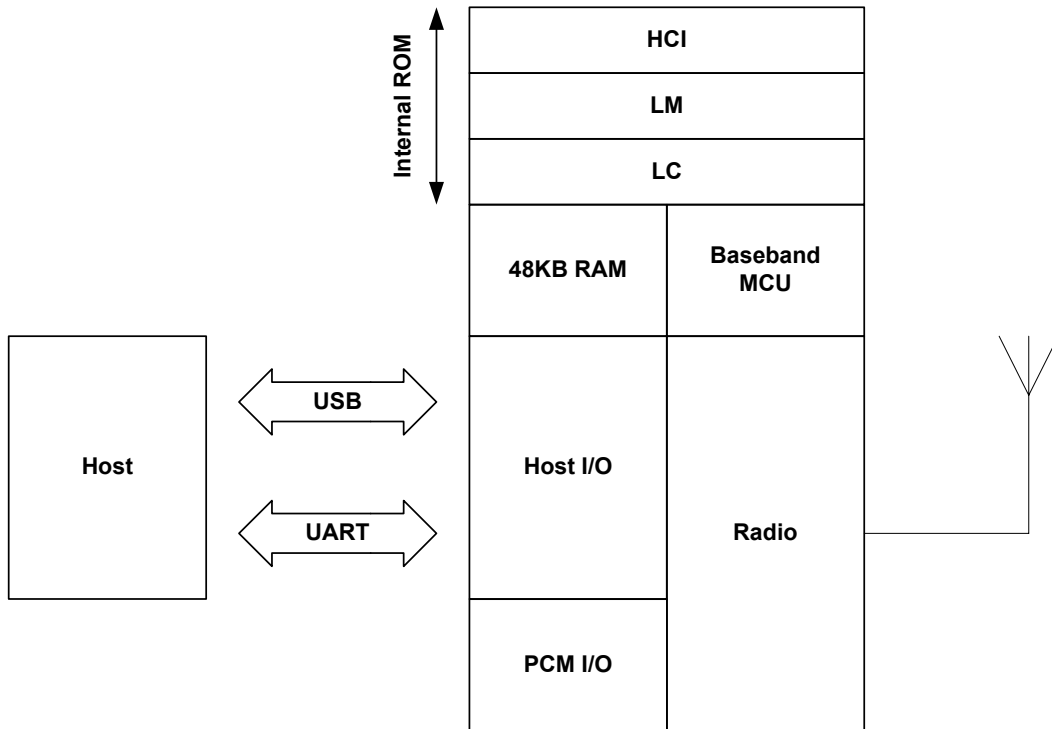 Internal ROM
HCI
LM
LC
48KB RAM
Baseband
MCU
Host
USB
UART
Host I/O
Radio
PCM I/O